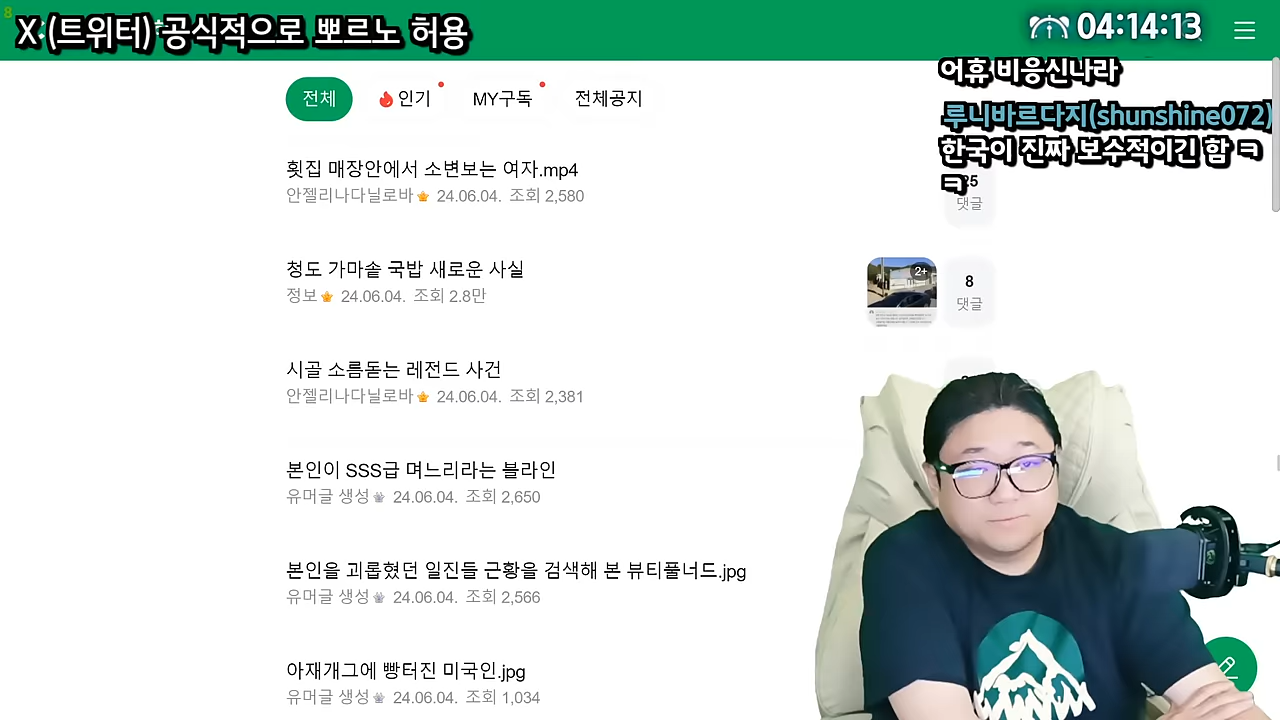 8
X (트위터) 공식적으로 뽀르노 허용
04:14:13
어휴 비응신나라
루니바르다지(shunshine072)
한국이 진짜 보수적이긴 함 ㅋ
ㅋ
전체 인기 MY구독 전체공지
횟집 매장안에서 소변보는 여자.mp4
안젤리나다닐로바 24.06.04. 조회 2,580
25
댓글
청도 가마솥 국밥 새로운 사실
정보 24.06.04. 조회 2.8만
2+
8
댓글
시골 소름돋는 레전드 사건
안젤리나다닐로바 24.06.04. 조회 2,381
본인이 SSS급 며느리라는 블라인
유머글 생성 24.06.04. 조회 2,650
본인을 괴롭혔던 일진들 근황을 검색해 본 뷰티풀너드.jpg
유머글 생성 24.06.04. 조회 2,566
아재개그에 빵터진 미국인.jpg
유머글 생성 24.06.04. 조회 1,034